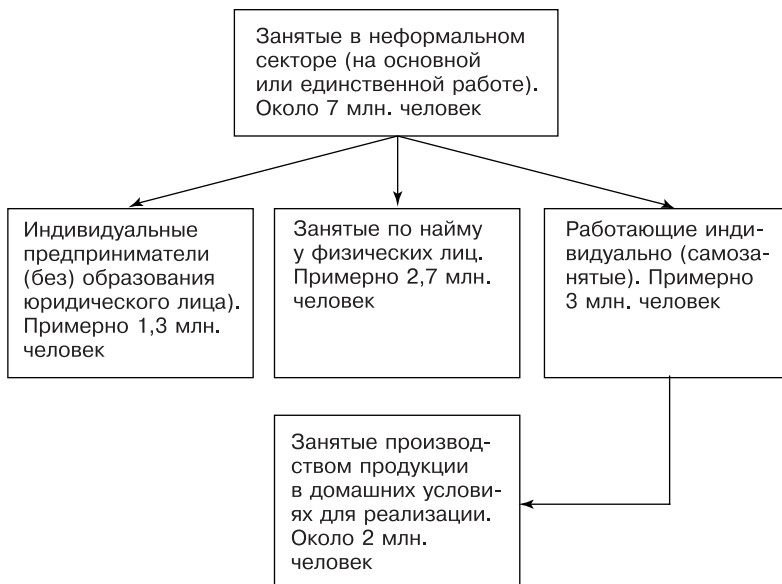 Занятые в неформальном
секторе (на основной
или единственной работе).
Около 7 млн. человек
Индивидуальные
предприниматели
(без) образования
юридического лица).
Примерно 1,3 млн.
человек
Занятые по найму
у физических лиц.
Примерно 2,7 млн.
человек
Работающие инди-
видуально (самоза-
нятые). Примерно
3 млн. человек
Занятые производ-
ством продукции
в домашних услови-
ях для реализации.
Около 2 млн.
человек